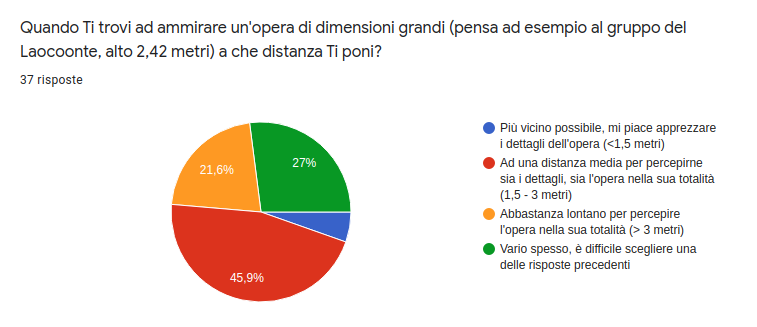 Quando Ti trovi ad ammirare un'opera di dimensioni grandi (pensa ad esempio al gruppo del
Laocoonte, alto 2,42 metri) a che distanza Ti poni?
37 risposte
27%
21,6%
45,9%
Più vicino possibile, mi piace apprezzare
i dettagli dell'opera (<1,5 metri)
Ad una distanza media per percepirne
sia i dettagli, sia l'opera nella sua totalità
(1,5 - 3 metri)
Abbastanza lontano per percepire
l'opera nella sua totalità (> 3 metri)
Vario spesso, è difficile scegliere una
delle risposte precedenti